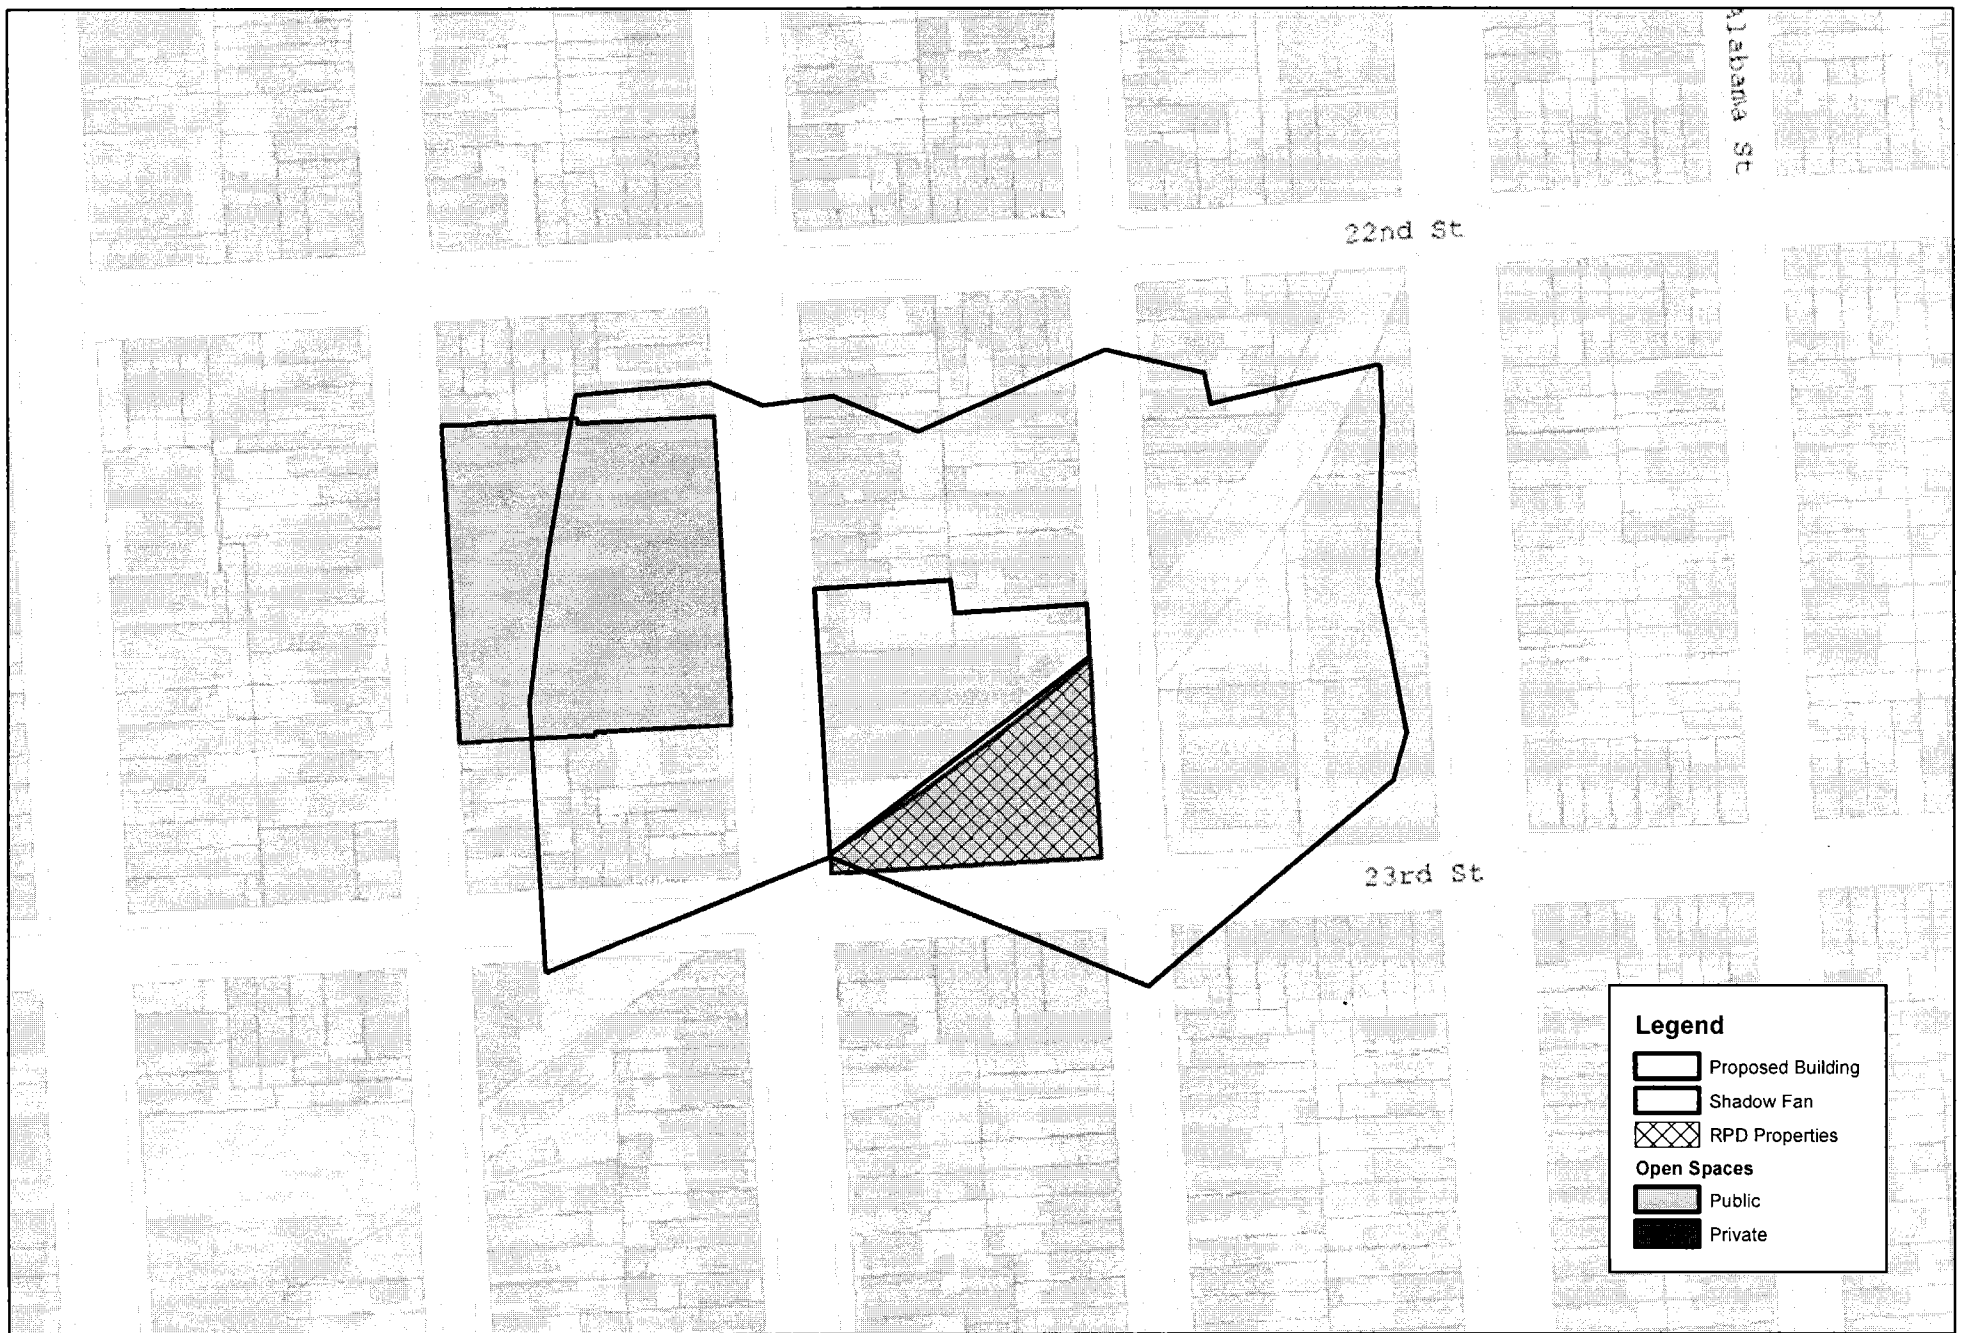 Alabama St
22nd St
23rd St
Legend
Proposed Building
Shadow Fan
RPD Properties
Open Spaces
Public
Private